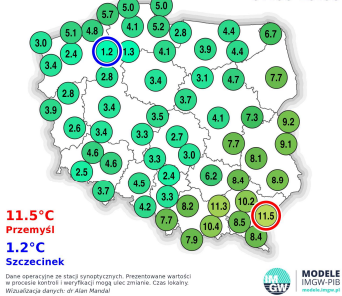 5.7 5.0 5.0
5.1 4.8 4.1 5.2 2.8 4.4 6.7
3.0 2.4 1.2 1.3 4.1 3.9 4.4
3.4 2.8 3.4 3.1 4.7 7.7
2.8 3.7
3.9 3.4 3.5 4.1 7.3 9.2
2.6 3.4 3.3 2.7 7.7 9.1
4.6 4.6 3.3 3.0 8.1
2.5 2.4 6.2 8.4 8.9
3.7 4.5 3.3
4.2 8.2 11.3 10.2 11.5
7.7 10.4 8.5
7.9 8.4
11.5°C
Przemyśl
1.2°C
Szczecinek
Dane operacyjne ze stacji synoptycznych. Prezentowane wartości
w procesie kontroli i weryfikacji mogą ulec zmianie. Czas lokalny.
Wizualizacja danych: dr Alan Mandal
IM
GW
MODELE
IMGW-PIB
modele.imgw.pl